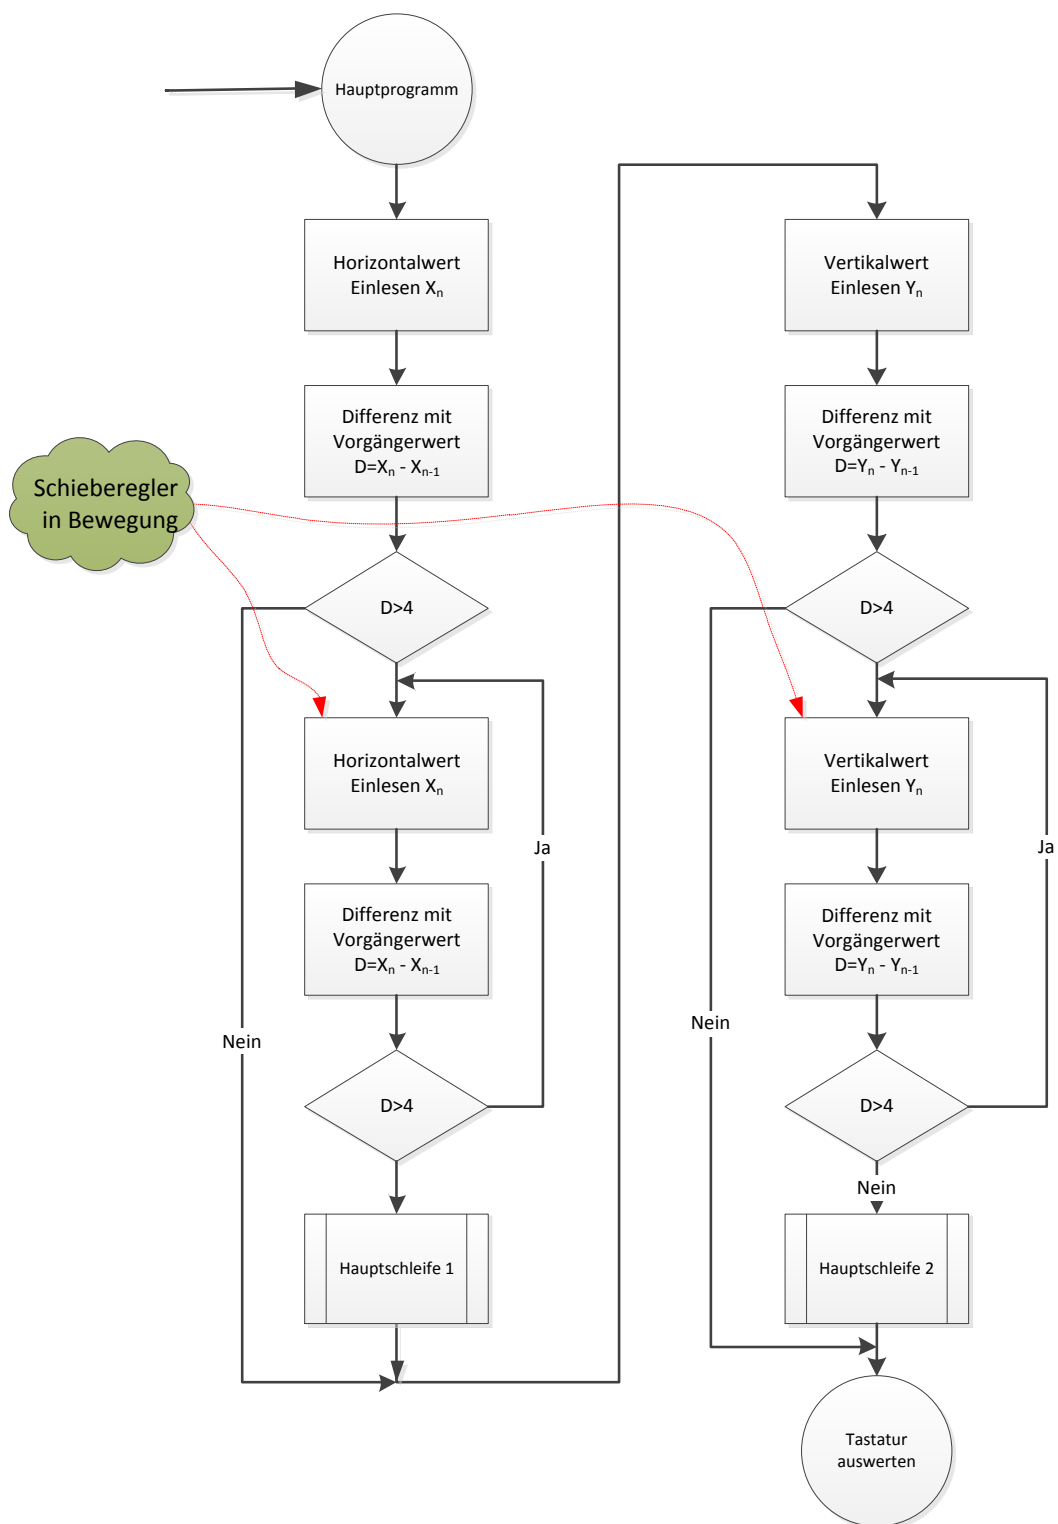 Hauptprogramm
Horizontalwert
Einlesen Xn
Differenz mit
Vorgängerwert
D=Xn - Xn-1
Schieberegler
in Bewegung
D>4
Horizontalwert
Einlesen Xn
Ja
Differenz mit
Vorgängerwert
D=Xn - Xn-1
Nein
D>4
Hauptschleife 1
Vertikalwert
Einlesen Yn
Differenz mit
Vorgängerwert
D=Yn - Yn-1
D>4
Vertikalwert
Einlesen Yn
Ja
Differenz mit
Vorgängerwert
D=Yn - Yn-1
Nein
D>4
Nein
Hauptschleife 2
Tastatur
auswerten